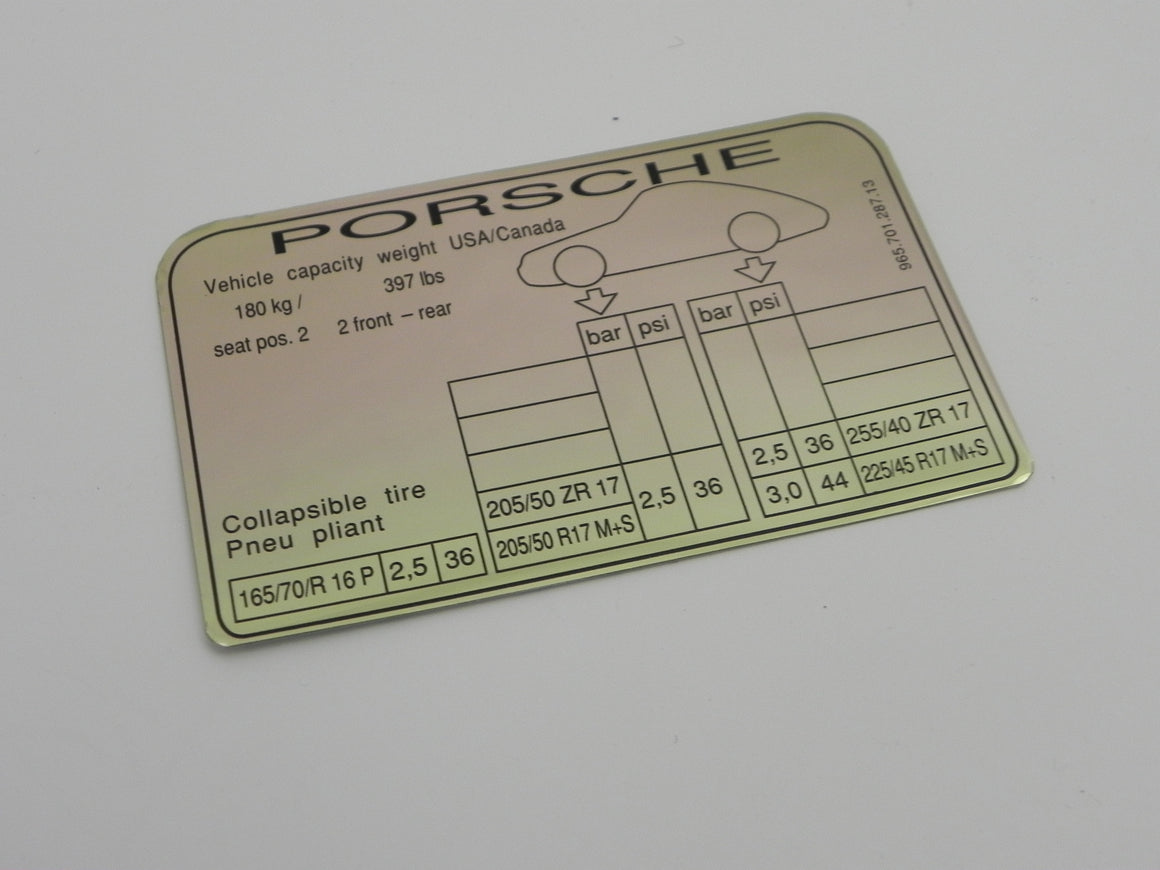 PORSCHE
Vehicle capacity weight USA/Canada
180 kg / 397 lbs
seat pos. 2 2 front – rear
965.701.287.13
bar psi bar psi
205/50 ZR 17 2,5 36 2,5 36 255/40 ZR 17
205/50 R17 M+S 3,0 44 225/45 R17 M+S
Collapsible tire
Pneu pliant
165/70/R 16 P 2,5 36